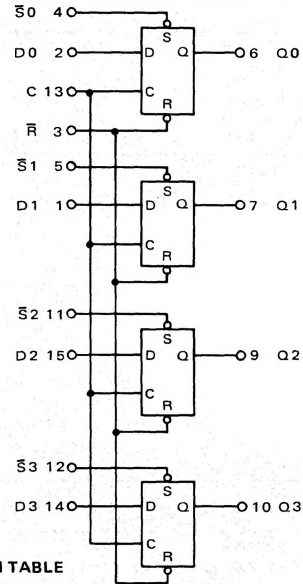 S̅0 4
S
D0 2 D Q 6 Q0
C 13 C
R
R̅ 3
S̅1 5
S
D1 1 D Q 7 Q1
C
R
S̅2 11
S
D2 15 D Q 9 Q2
C
R
S̅3 12
S
D3 14 D Q 10 Q3
C
R
TABLE